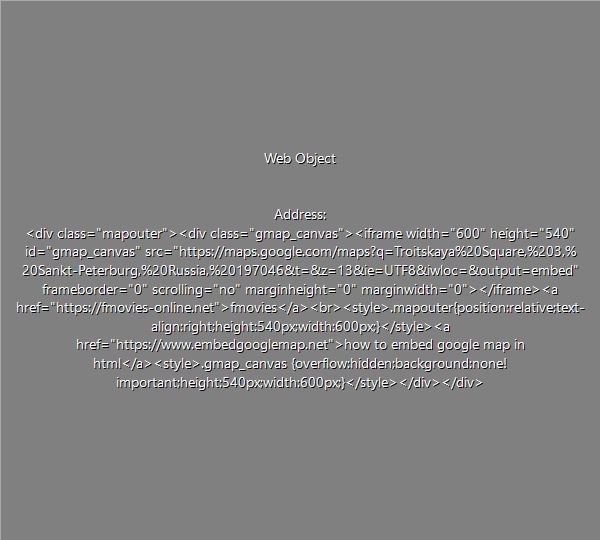 Web Object
Address:
<div class="mapouter"><div class="gmap_canvas"><iframe width="600" height="540"
id="gmap_canvas" src="https://maps.google.com/maps?q=Troitskaya%20Square,%203,%
20Sankt-Peterburg,%20Russia,%20197046&t=&z=13&ie=UTF8&iwloc=&output=embed"
frameborder="0" scrolling="no" marginheight="0" marginwidth="0"></iframe><a
href="https://fmovies-online.net">fmovies</a><br><style>.mapouter{position:relative;text-
align:right;height:540px;width:600px;}</style><a
href="https://www.embedgooglemap.net">how to embed google map in
html</a><style>.gmap_canvas {overflow:hidden;background:none!
important;height:540px;width:600px;}</style></div></div>